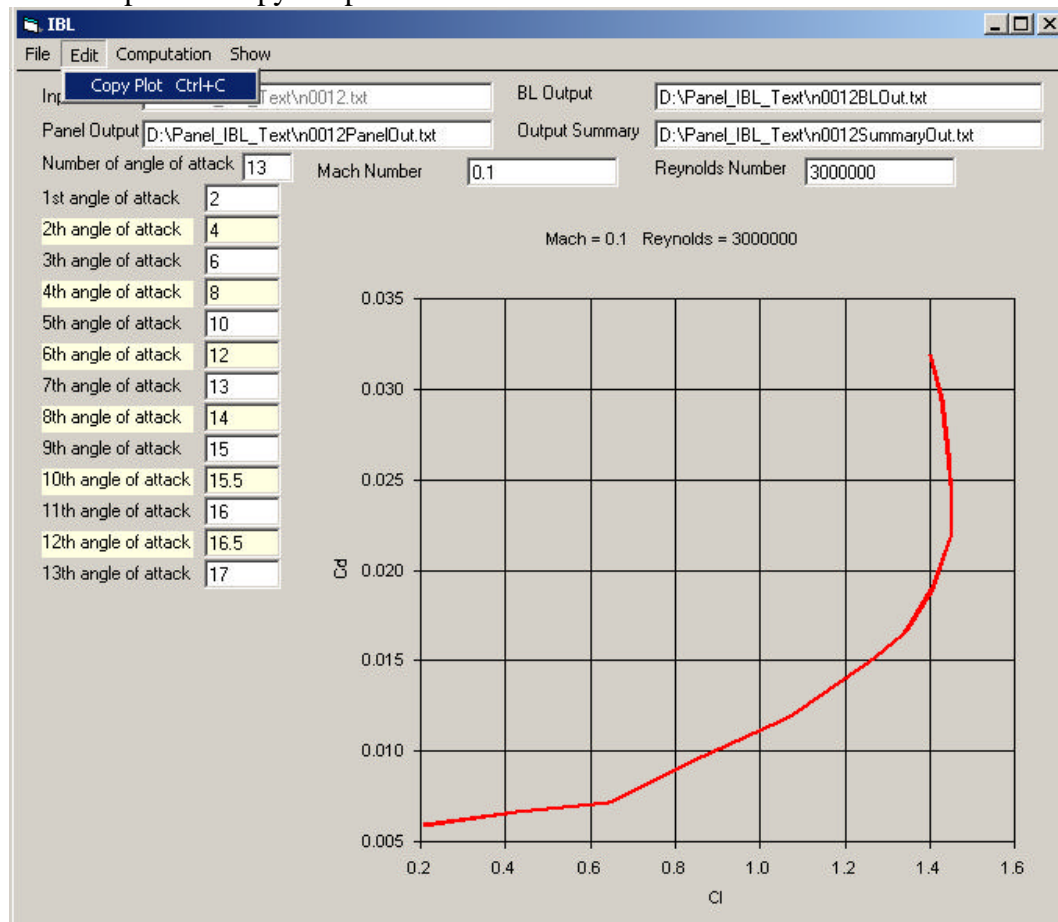 IBL
File Edit Computation Show
Copy Plot Ctrl+C
Text\n0012.txt
BL Output D:\Panel_IBL_Text\n0012BLOut.txt
Panel Output D:\Panel_IBL_Text\n0012PanelOut.txt
Output Summary D:\Panel_IBL_Text\n0012SummaryOut.txt
Number of angle of attack 13
Mach Number 0.1
Reynolds Number 3000000
1st angle of attack 2
2th angle of attack 4
3th angle of attack 6
4th angle of attack 8
5th angle of attack 10
6th angle of attack 12
7th angle of attack 13
8th angle of attack 14
9th angle of attack 15
10th angle of attack 15.5
11th angle of attack 16
12th angle of attack 16.5
13th angle of attack 17
Mach = 0.1 Reynolds = 3000000
0.035
0.030
0.025
0.020
0.015
0.010
0.005
Cd
0.2 0.4 0.6 0.8 1.0 1.2 1.4 1.6
Cl